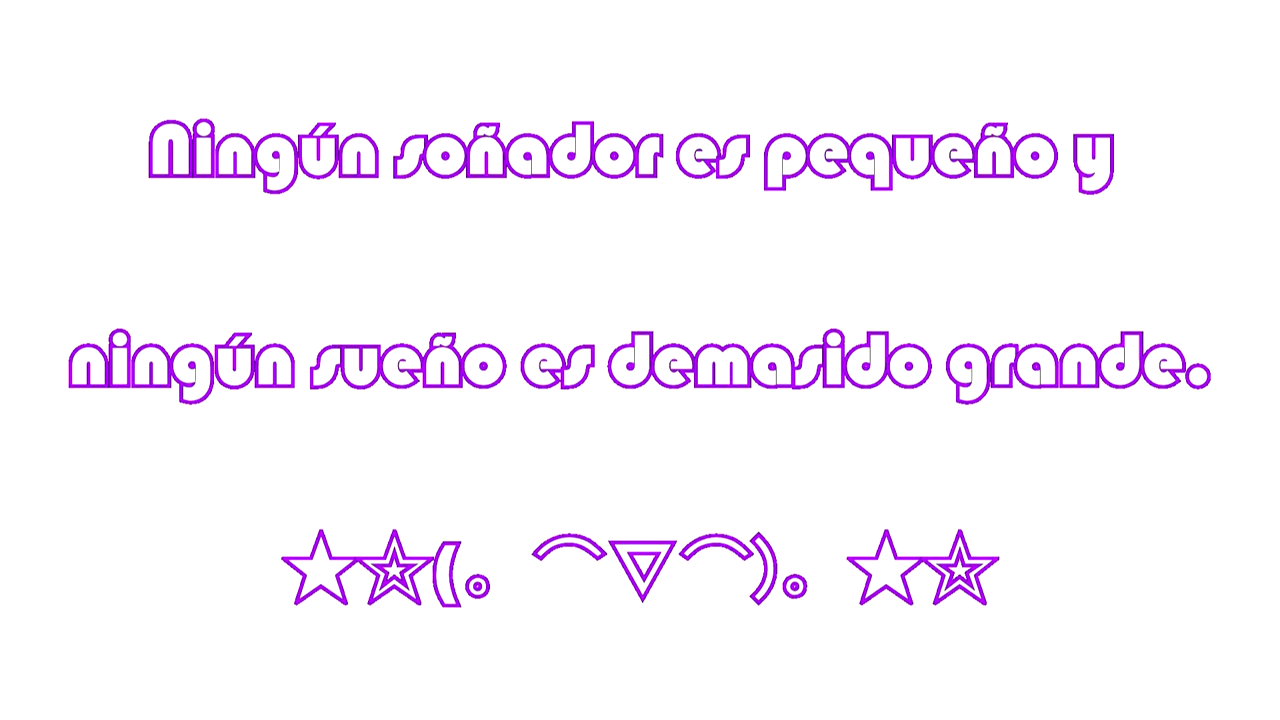 Ningún soñador es pequeño y
ningún sueño es demasido grande.
★✯(。⌒▽⌒)。★✯